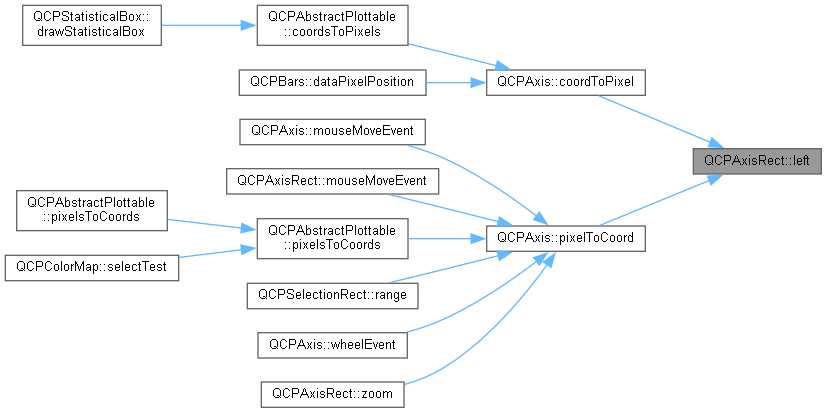 QCPStatisticalBox::
drawStatisticalBox
QCPAbstractPlottable
::coordsToPixels
QCPBars::dataPixelPosition
QCPAxis::coordToPixel
QCPAxis::mouseMoveEvent
QCPAxisRect::left
QCPAxisRect::mouseMoveEvent
QCPAbstractPlottable
::pixelsToCoords
QCPAbstractPlottable
::pixelsToCoords
QCPAxis::pixelToCoord
QCPColorMap::selectTest
QCPSelectionRect::range
QCPAxis::wheelEvent
QCPAxisRect::zoom